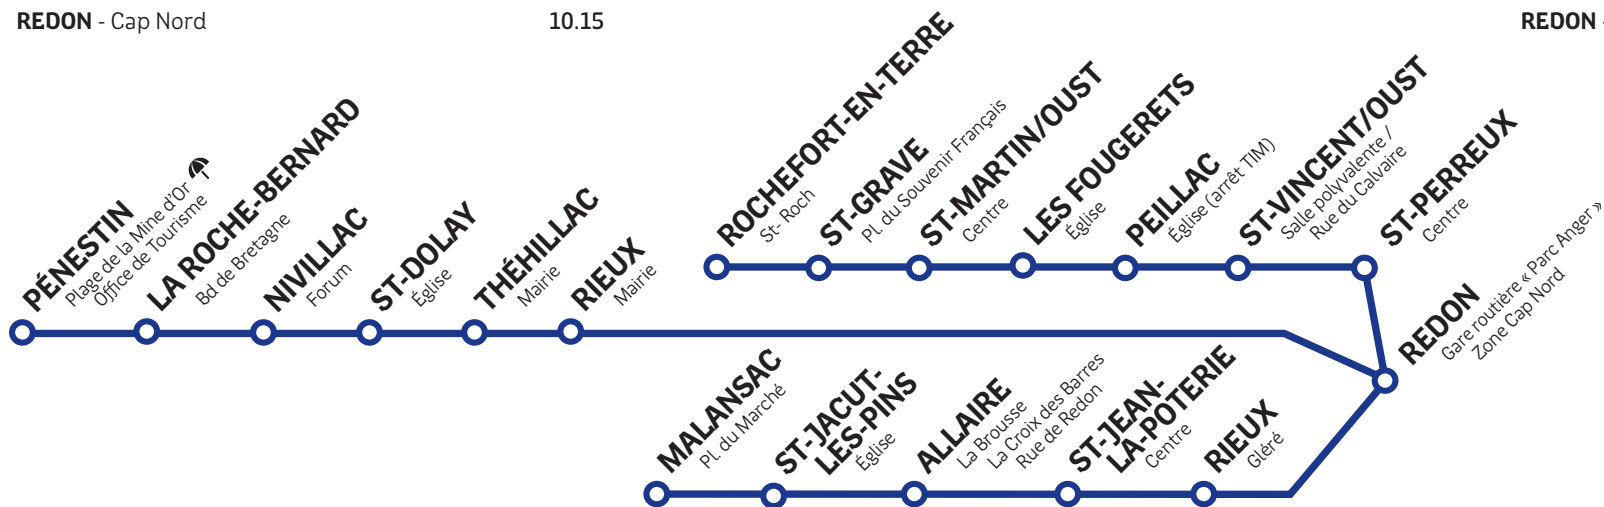 REDON - Cap Nord
10.15
REDON -
PÉNESTIN
Plage de la Mine d'Or
Office de Tourisme
LA ROCHE-BERNARD
Bd de Bretagne
NIVILLAC
Forum
ST-DOLAY
Église
THÉHILLAC
Mairie
RIEUX
Mairie
ROCHEFORT-EN-TERRE
St- Roch
ST-GRAVE
Pl. du Souvenir Français
ST-MARTIN/OUST
Centre
LES FOUGERETS
Église
PEILLAC
Église (arrêt TIM)
ST-VINCENT/OUST
Salle polyvalente /
Rue du Calvaire
ST-PERREUX
Centre
REDON
Gare routière « Parc Anger »
Zone Cap Nord
MALANSAC
Pl. du Marché
ST-JACUT-
LES-PINS
Église
ALLAIRE
La Brousse
La Croix des Barres
Rue de Redon
ST-JEAN-
LA-POTERIE
Centre
RIEUX
Gléré